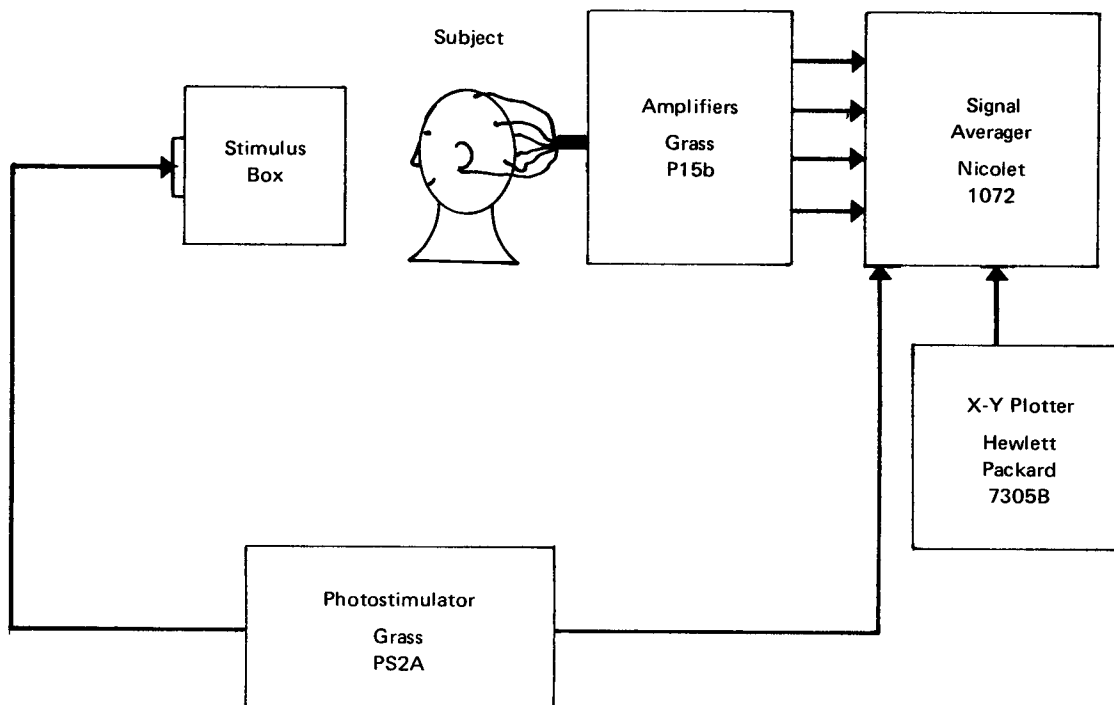 Subject
Stimulus
Box
Amplifiers
Grass
P15b
Signal
Averager
Nicolet
1072
X-Y Plotter
Hewlett
Packard
7305B
Photostimulator
Grass
PS2A